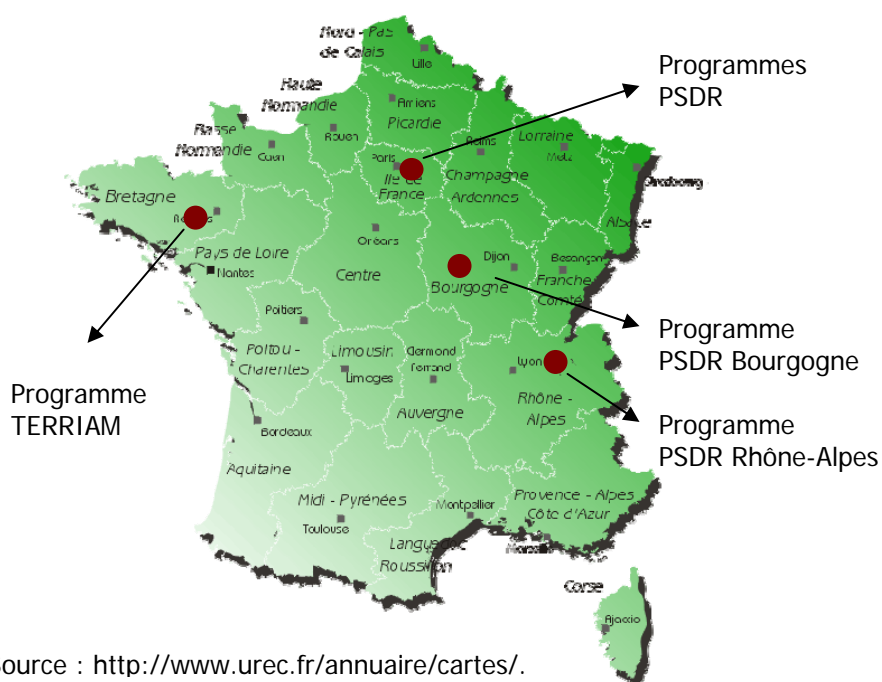 Nord - Pas
de Calais
Lille
Programmes
PSDR
Haute
Normandie
Amiens
Picardie
Rouen
Basse
Normandie
Caen
Reims
Lorraine
Metz
Paris
Ile de
France
Champagne
Ardennes
Strasbourg
Alsace
Bretagne
Pays de Loire
Nantes
Orléans
Centre
Dijon
Bourgogne
Besançon
Franche
Comté
Programme
PSDR Bourgogne
Poitiers
Poitou -
Charentes
Limousin
Limoges
Clermond
Ferrand
Auvergne
Lyon
Rhône -
Alpes
Programme
TERRIAM
Programme
PSDR Rhône-Alpes
Bordeaux
Aquitaine
Midi - Pyrénées
Toulouse
Montpellier
Languedoc
Roussillon
Provence - Alpes
Côte d'Azur
Marseille
Corse
Ajaccio
Source : http://www.urec.fr/annuaire/cartes/.